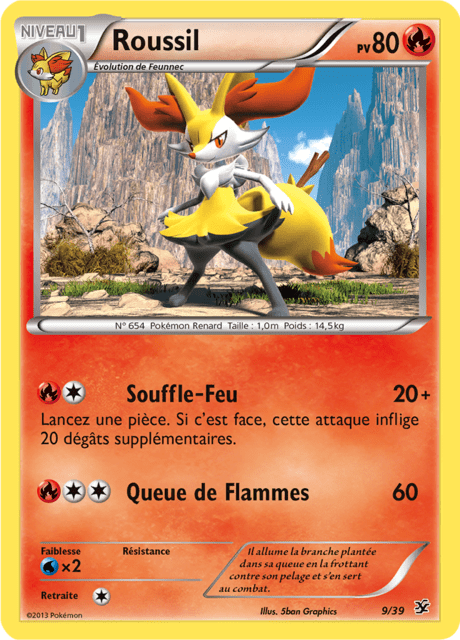 NIVEAU 1
Roussil
PV 80
Évolution de Feunnec
N° 654 Pokémon Renard Taille : 1,0m Poids : 14,5kg
Souffle-Feu 20+
Lancez une pièce. Si c'est face, cette attaque inflige
20 dégâts supplémentaires.
Queue de Flammes 60
Faiblesse Résistance
×2
Retraite
Il allume la branche plantée
dans sa queue en la frottant
contre son pelage et s'en sert
au combat.
©2013 Pokémon
Illus. 5ban Graphics
9/39